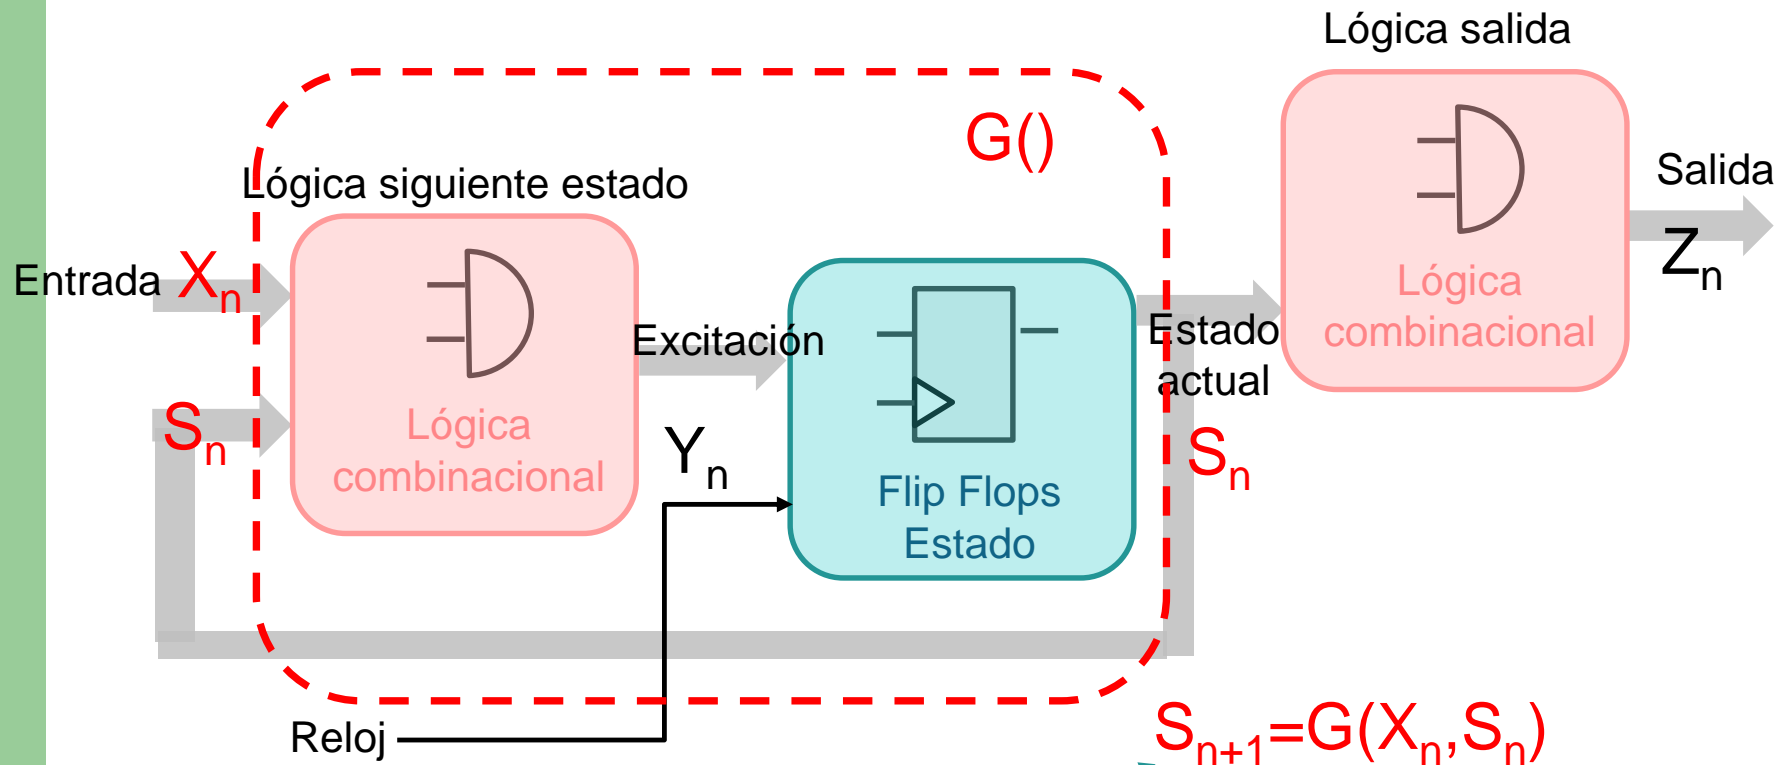 Lógica salida
G()
Lógica siguiente estado
Salida
Entrada Xn
Zn
Lógica
combinacional
Excitación
Estado
actual
Sn
Lógica
combinacional
Yn
Sn
Flip Flops
Estado
Reloj
Sn+1=G(Xn,Sn)